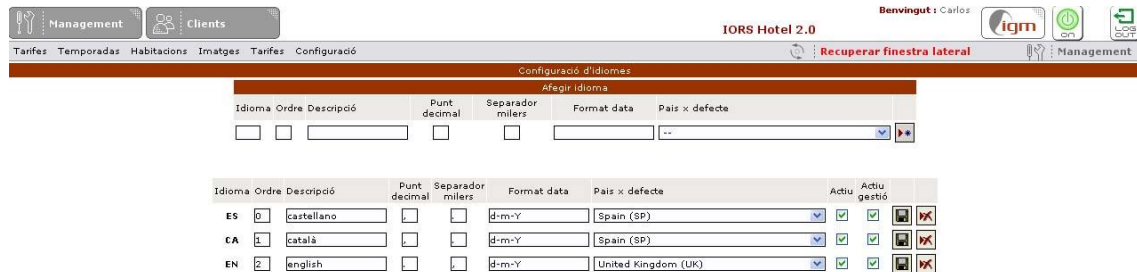 Benvingut : Carlos
Management Clients IORS Hotel 2.0 igm on LOG OUT
Tarifes Temporadas Habitacions Imatges Tarifes Configuració Recuperar finestra lateral Management
Configuració d'idiomes
Afegir idioma
Idioma Ordre Descripció Punt decimal Separador milers Format data Pais x defecte
--
Idioma Ordre Descripció Punt decimal Separador milers Format data Pais x defecte Actiu Actiu gestió
ES 0 castellano , . d-m-Y Spain (SP)
CA 1 català , . d-m-Y Spain (SP)
EN 2 english , . d-m-Y United Kingdom (UK)